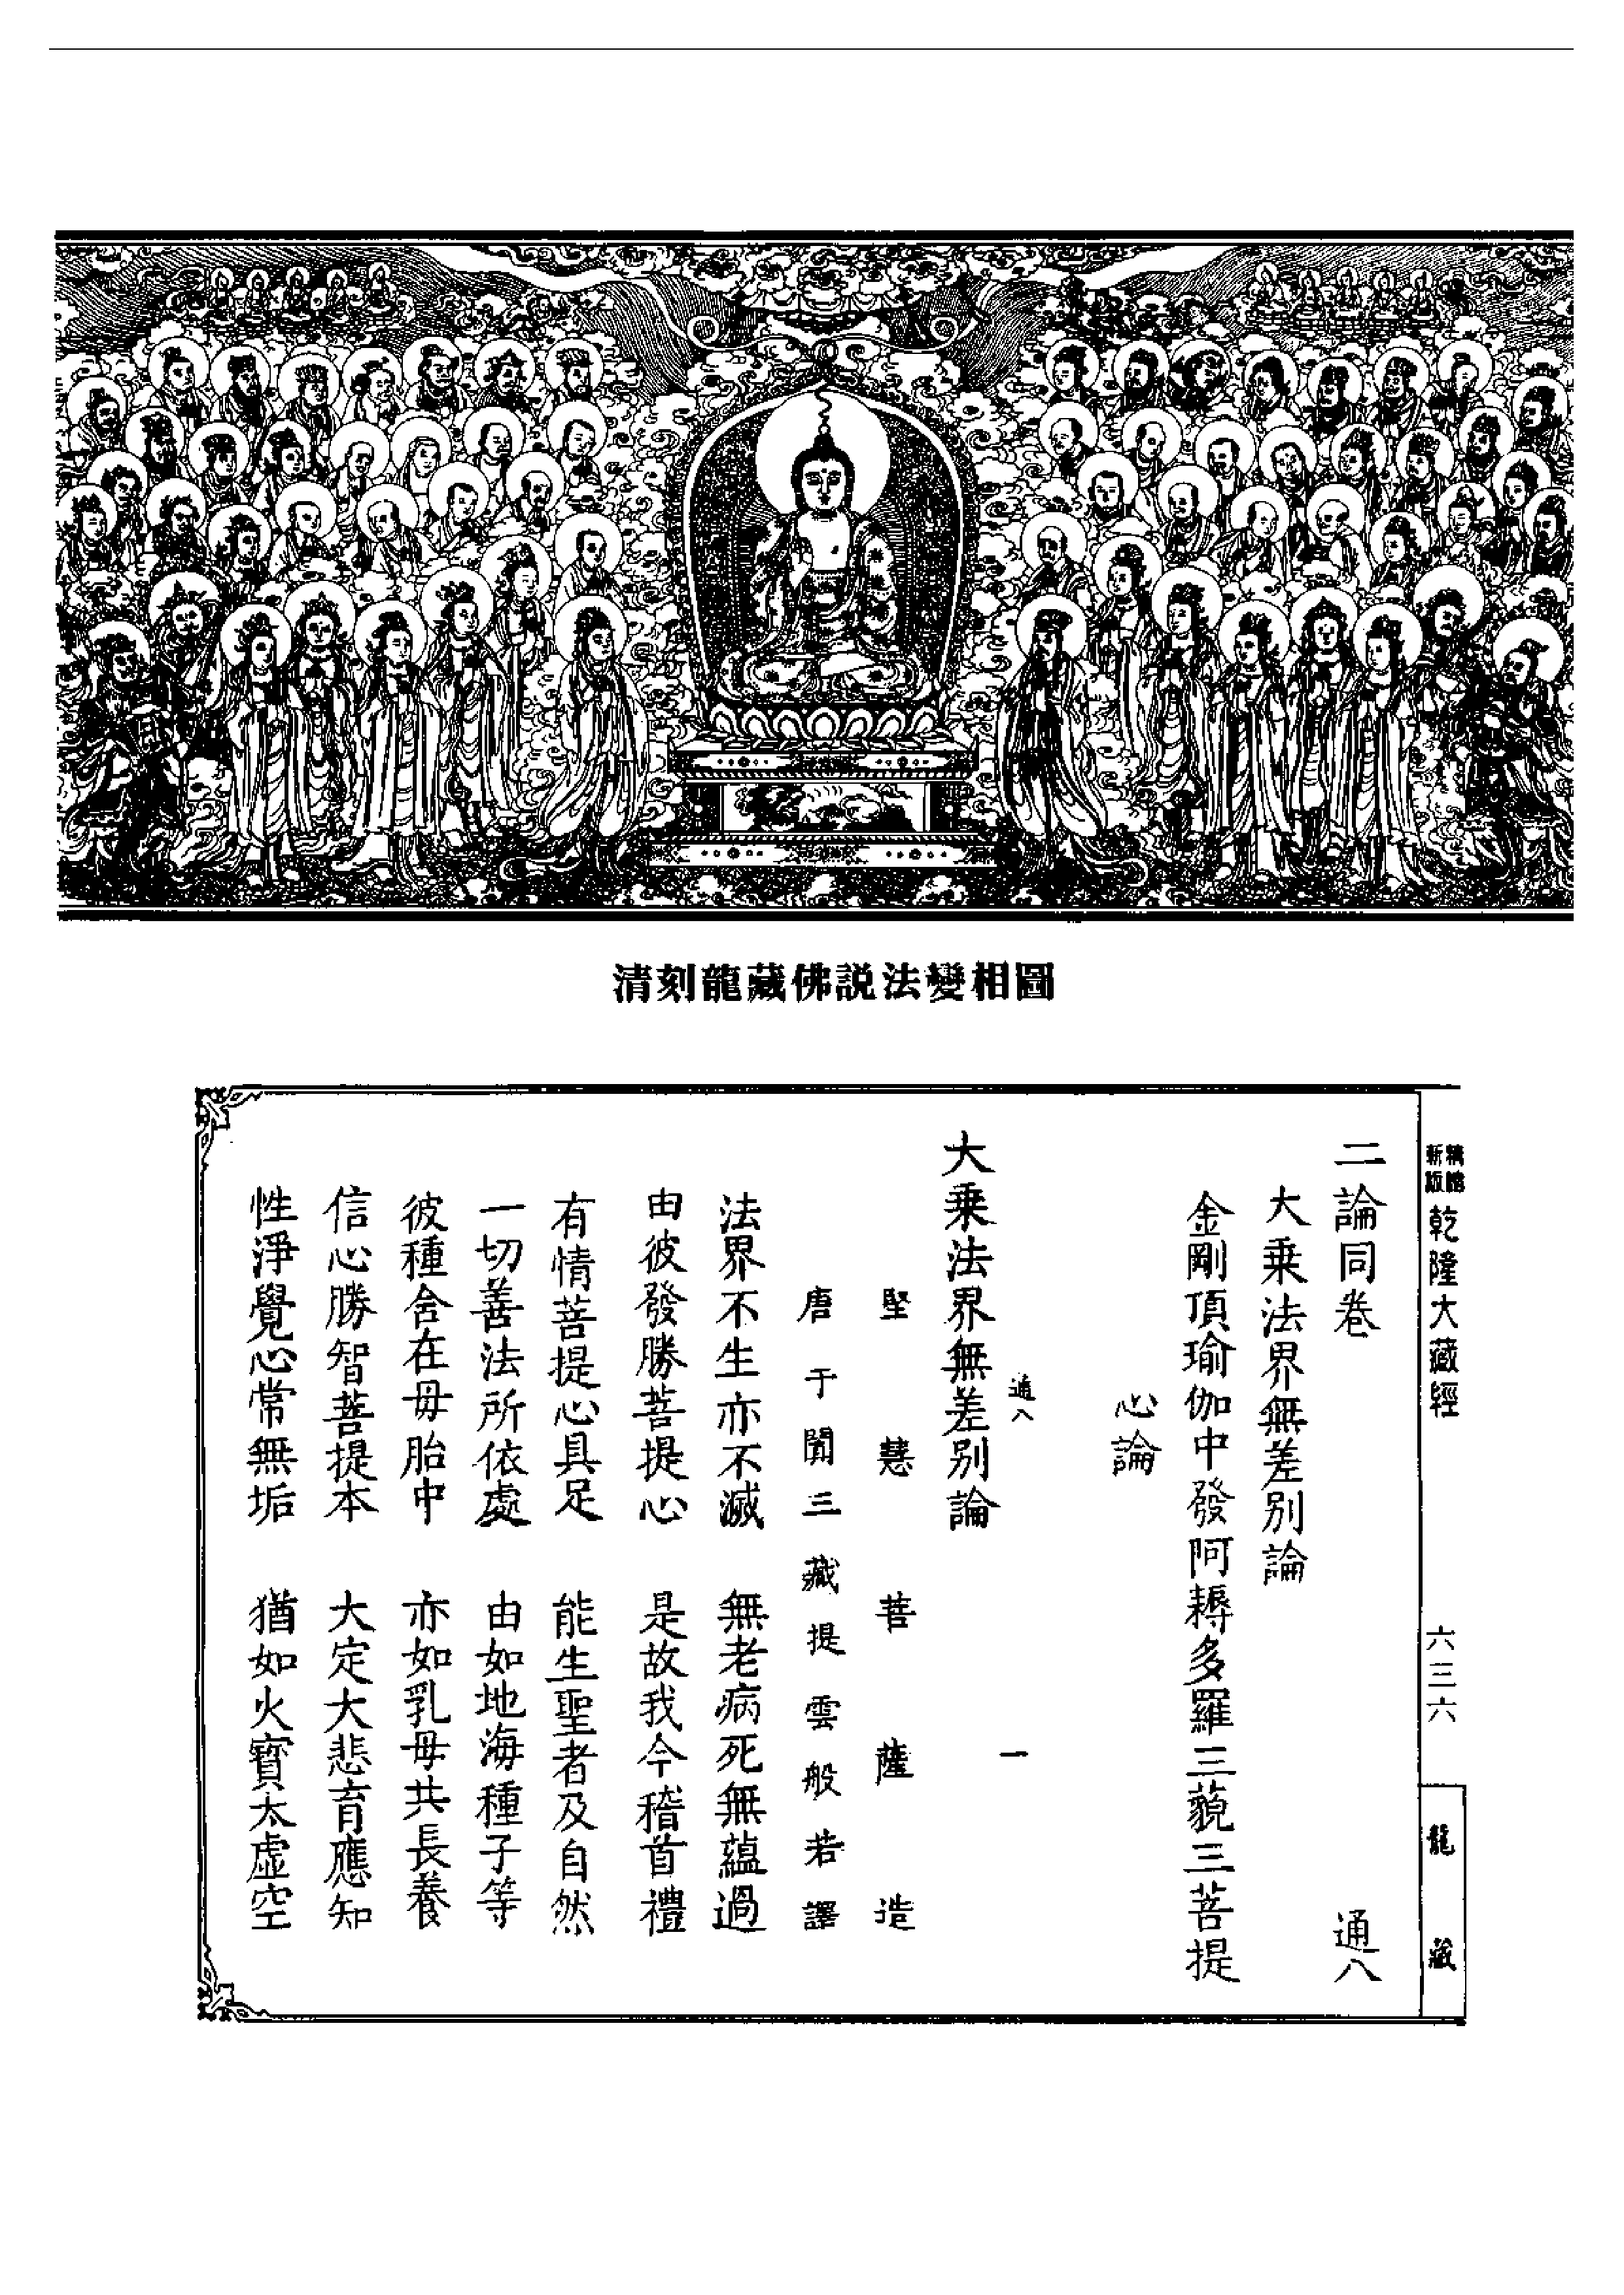 清刻龍藏佛説法變相圖
精縮新版 乾隆大藏經 六三六 龍藏
二論同卷 通八
大乗法界無差别論
金剛頂瑜伽中發阿耨多羅三藐三菩提
心論
通八 一
大乗法界無差别論
堅慧菩薩造
唐于闐三藏提雲般若譯
法界不生亦不滅 無老病死無蘊過
由彼發勝菩提心 是故我今稽首禮
有情菩提心具足 能生聖者及自然
一切善法所依處 由如地海種子等
彼種舍在毋胎中 亦如乳毋共長養
信心勝智菩提本 大定大悲育應知
性淨覺心常無垢 猶如火寳太虛空